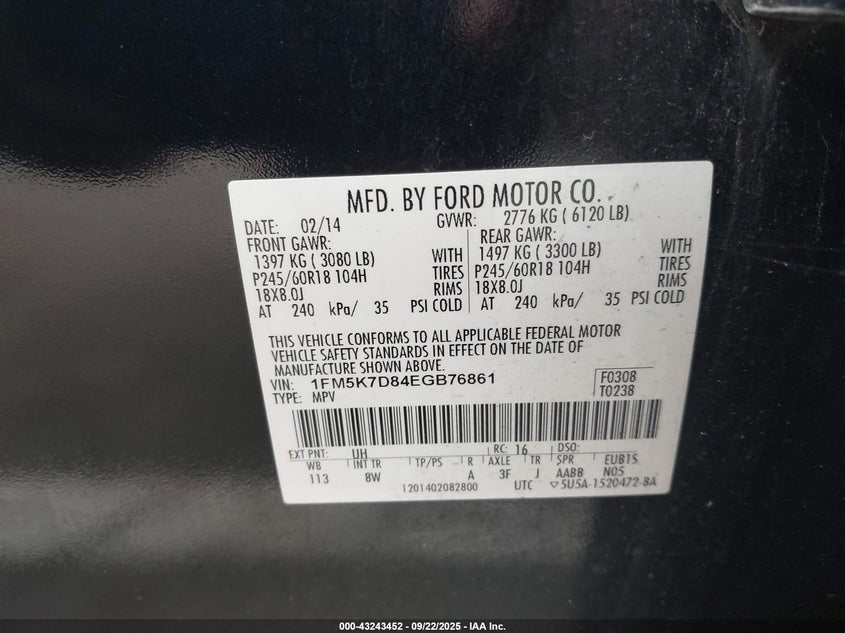 MFD. BY FORD MOTOR CO.
DATE: 02/14 GVWR: 2776 KG ( 6120 LB)
FRONT GAWR: REAR GAWR:
1397 KG ( 3080 LB) WITH 1497 KG ( 3300 LB) WITH
P245/60R18 104H TIRES P245/60R18 104H TIRES
18X8.0J RIMS 18X8.0J RIMS
AT 240 kPa/ 35 PSI COLD AT 240 kPa/ 35 PSI COLD
THIS VEHICLE CONFORMS TO ALL APPLICABLE FEDERAL MOTOR
VEHICLE SAFETY STANDARDS IN EFFECT ON THE DATE OF
MANUFACTURE SHOWN ABOVE.
VIN: 1FM5K7D84EGB76861 F0308
TYPE: MPV T0238
EXT PNT: UH RC: 16 DSO:
WB INT TR TP/PS R AXLE TR SPR EUB1S
113 8W A 3F J AABB N05
1201402082800 UTC ▽5U5A-1520472-BA
000-43243452 - 09/22/2025 - IAA Inc.